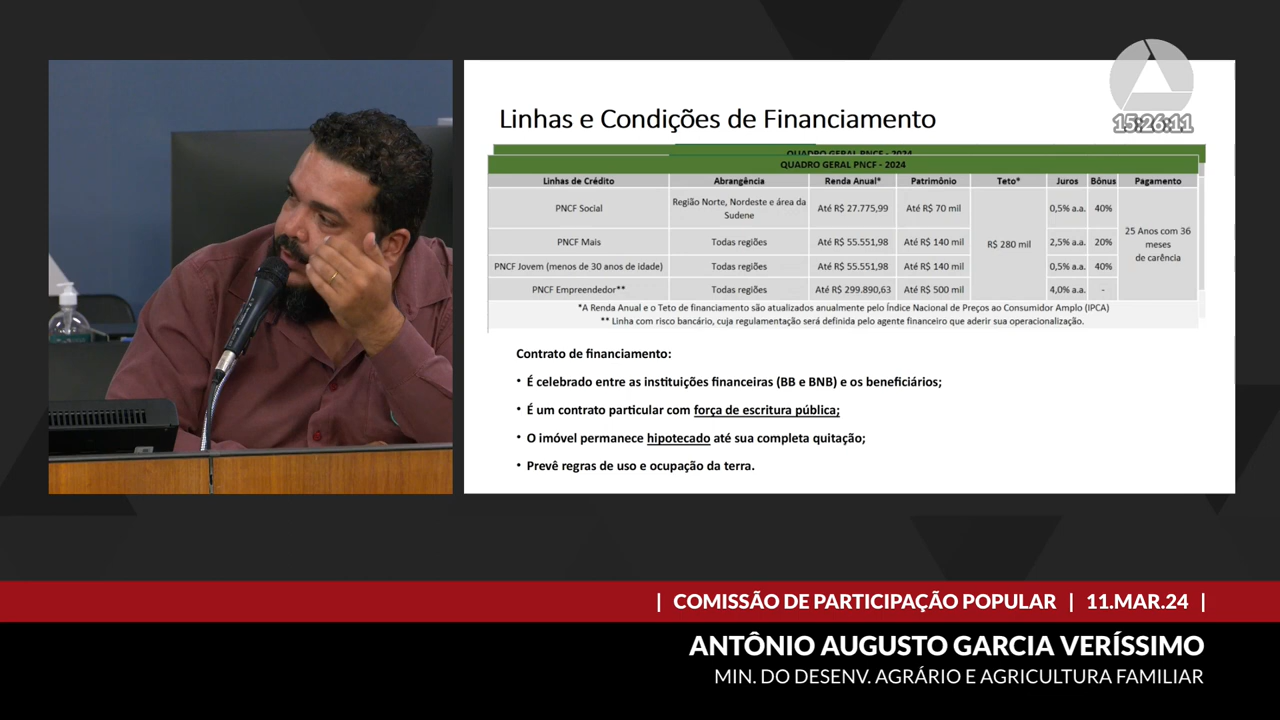 15:26:11
Linhas e Condições de Financiamento
QUADRO GERAL PNCF - 2024
QUADRO GERAL PNCF - 2024
Linhas de Crédito Abrangência Renda Anual* Patrimônio Teto* Juros Bônus Pagamento
PNCF Social Região Norte, Nordeste e área da Sudene Até R$ 27.775,99 Até R$ 70 mil R$ 280 mil 0,5% a.a. 40% 25 Anos com 36 meses de carência
PNCF Mais Todas regiões Até R$ 55.551,98 Até R$ 140 mil 2,5% a.a. 20%
PNCF Jovem (menos de 30 anos de idade) Todas regiões Até R$ 55.551,98 Até R$ 140 mil 0,5% a.a. 40%
PNCF Empreendedor** Todas regiões Até R$ 299.890,63 Até R$ 500 mil 4,0% a.a. -
*A Renda Anual e o Teto de financiamento são atualizados anualmente pelo Índice Nacional de Preços ao Consumidor Amplo (IPCA)
** Linha com risco bancário, cuja regulamentação será definida pelo agente financeiro que aderir sua operacionalização.
Contrato de financiamento:
• É celebrado entre as instituições financeiras (BB e BNB) e os beneficiários;
• É um contrato particular com força de escritura pública;
• O imóvel permanece hipotecado até sua completa quitação;
• Prevê regras de uso e ocupação da terra.
| COMISSÃO DE PARTICIPAÇÃO POPULAR | 11.MAR.24 |
ANTÔNIO AUGUSTO GARCIA VERÍSSIMO
MIN. DO DESENV. AGRÁRIO E AGRICULTURA FAMILIAR